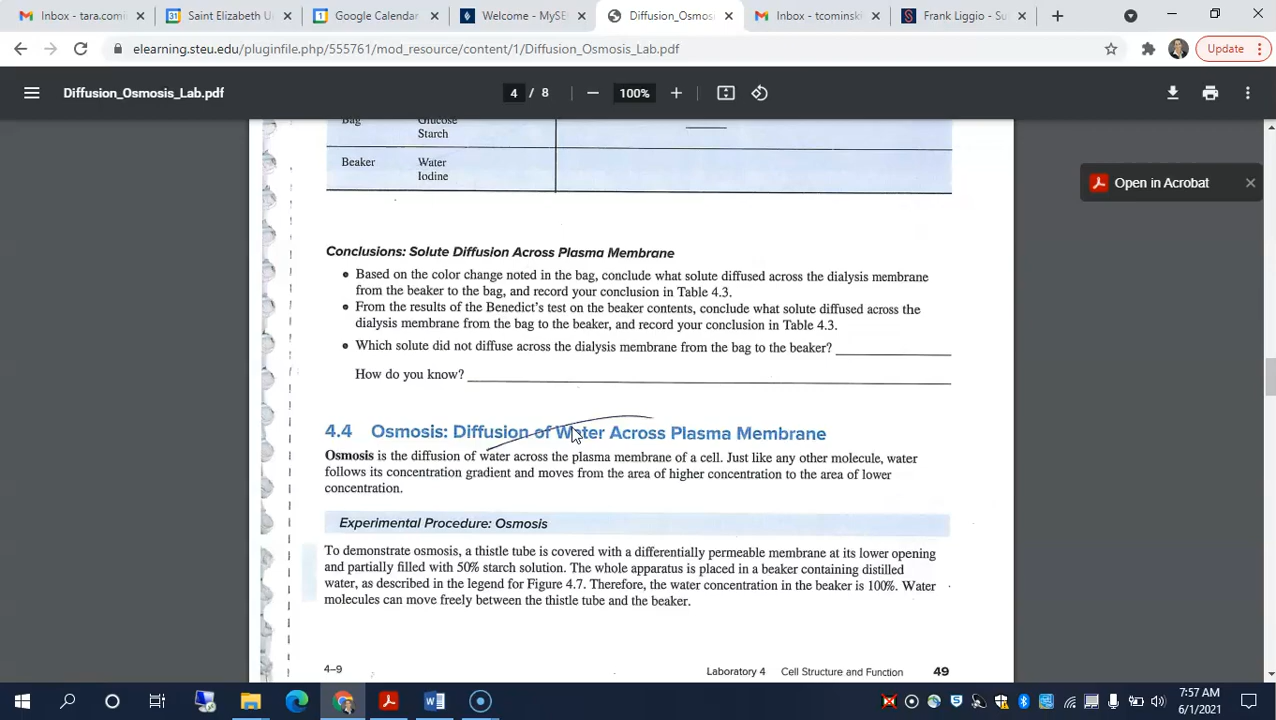 Inbox - tara.comin
31
Saint Elizabeth Un
1
Google Calendar
Welcome - MySE
Diffusion_Osmos
Inbox - tcominsk
Frank Liggio - Su
elearning.steu.edu/pluginfile.php/555761/mod_resource/content/1/Diffusion_Osmosis_Lab.pdf
Update
Diffusion_Osmosis_Lab.pdf
4 / 8
100%
Open in Acrobat
Bag Glucose
Starch
Beaker Water
Iodine
Conclusions: Solute Diffusion Across Plasma Membrane
• Based on the color change noted in the bag, conclude what solute diffused across the dialysis membrane
from the beaker to the bag, and record your conclusion in Table 4.3.
• From the results of the Benedict's test on the beaker contents, conclude what solute diffused across the
dialysis membrane from the bag to the beaker, and record your conclusion in Table 4.3.
• Which solute did not diffuse across the dialysis membrane from the bag to the beaker?
How do you know?
4.4 Osmosis: Diffusion of Water Across Plasma Membrane
Osmosis is the diffusion of water across the plasma membrane of a cell. Just like any other molecule, water
follows its concentration gradient and moves from the area of higher concentration to the area of lower
concentration.
Experimental Procedure: Osmosis
To demonstrate osmosis, a thistle tube is covered with a differentially permeable membrane at its lower opening
and partially filled with 50% starch solution. The whole apparatus is placed in a beaker containing distilled
water, as described in the legend for Figure 4.7. Therefore, the water concentration in the beaker is 100%. Water
molecules can move freely between the thistle tube and the beaker.
4–9
Laboratory 4 Cell Structure and Function 49
7:57 AM
6/1/2021